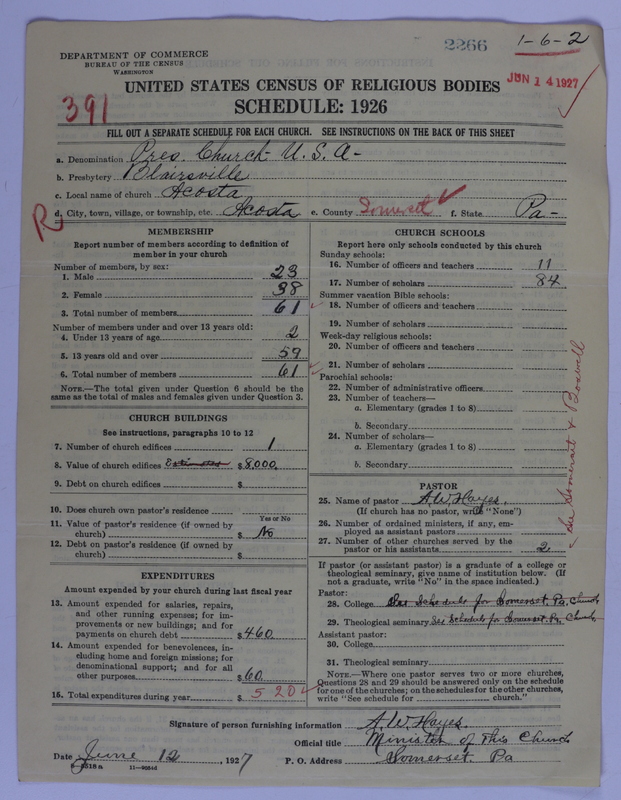 2266
1-6-2
DEPARTMENT OF COMMERCE
BUREAU OF THE CENSUS
WASHINGTON
JUN 14 1927
UNITED STATES CENSUS OF RELIGIOUS BODIES
391
SCHEDULE: 1926
FILL OUT A SEPARATE SCHEDULE FOR EACH CHURCH. SEE INSTRUCTIONS ON THE BACK OF THIS SHEET
a. Denomination Pres. Church U.S.A-
b. Presbytery Blairsville
c. Local name of church Acosta
R
d. City, town, village, or township, etc. Acosta e. County Somerset f. State Pa-
MEMBERSHIP
Report number of members according to definition of
member in your church
Number of members, by sex:
1. Male 23
2. Female 38
3. Total number of members 61
Number of members under and over 13 years old:
4. Under 13 years of age 2
5. 13 years old and over 59
6. Total number of members 61
NOTE.—The total given under Question 6 should be
same as the total of males and females given under Question 3.
CHURCH BUILDINGS
See instructions, paragraphs 10 to 12
7. Number of church edifices 1
8. Value of church edifices $8,000.
9. Debt on church edifices $
10. Does church own pastor's residence
Yes or No
11. Value of pastor's residence (if owned by
church) $ No
12. Debt on pastor's residence (if owned by
church) $
EXPENDITURES
Amount expended by your church during last fiscal year
13. Amount expended for salaries, repairs,
and other running expenses; for im-
provements or new buildings; and for
payments on church debt $460.
14. Amount expended for benevolences, in-
cluding home and foreign missions; for
denominational support; and for all
other purposes $60.
15. Total expenditures during year $520
CHURCH SCHOOLS
Report here only schools conducted by this church
Sunday schools:
16. Number of officers and teachers 11
17. Number of scholars 84
Summer vacation Bible schools:
18. Number of officers and teachers
19. Number of scholars
Week-day religious schools:
20. Number of officers and teachers
21. Number of scholars
Parochial schools:
22. Number of administrative officers
23. Number of teachers—
a. Elementary (grades 1 to 8)
b. Secondary
24. Number of scholars—
a. Elementary (grades 1 to 8)
b. Secondary
= See Somerset & Boswell
PASTOR
25. Name of pastor A.W. Hayes.
(If church has no pastor, write "None")
26. Number of ordained ministers, if any, em-
ployed as assistant pastors
27. Number of other churches served by the
pastor or his assistants 2.
If pastor (or assistant pastor) is a graduate of a college or
theological seminary, give name of institution below. (If
not a graduate, write "No" in the space indicated.)
Pastor:
28. College See Schedule for Somerset, Pa. Church
29. Theological seminary See Schedule for Somerset, Pa. Church
Assistant pastor:
30. College
31. Theological seminary
NOTE.—Where one pastor serves two or more churches,
Questions 28 and 29 should be answered only on the schedule
for one of the churches; on the schedules for the other churches,
write "See schedule for church."
Signature of person furnishing information A.W. Hayes.
Official title Minister of This Church
Date June 12, 1927 P. O. Address Somerset. Pa
11—9884d